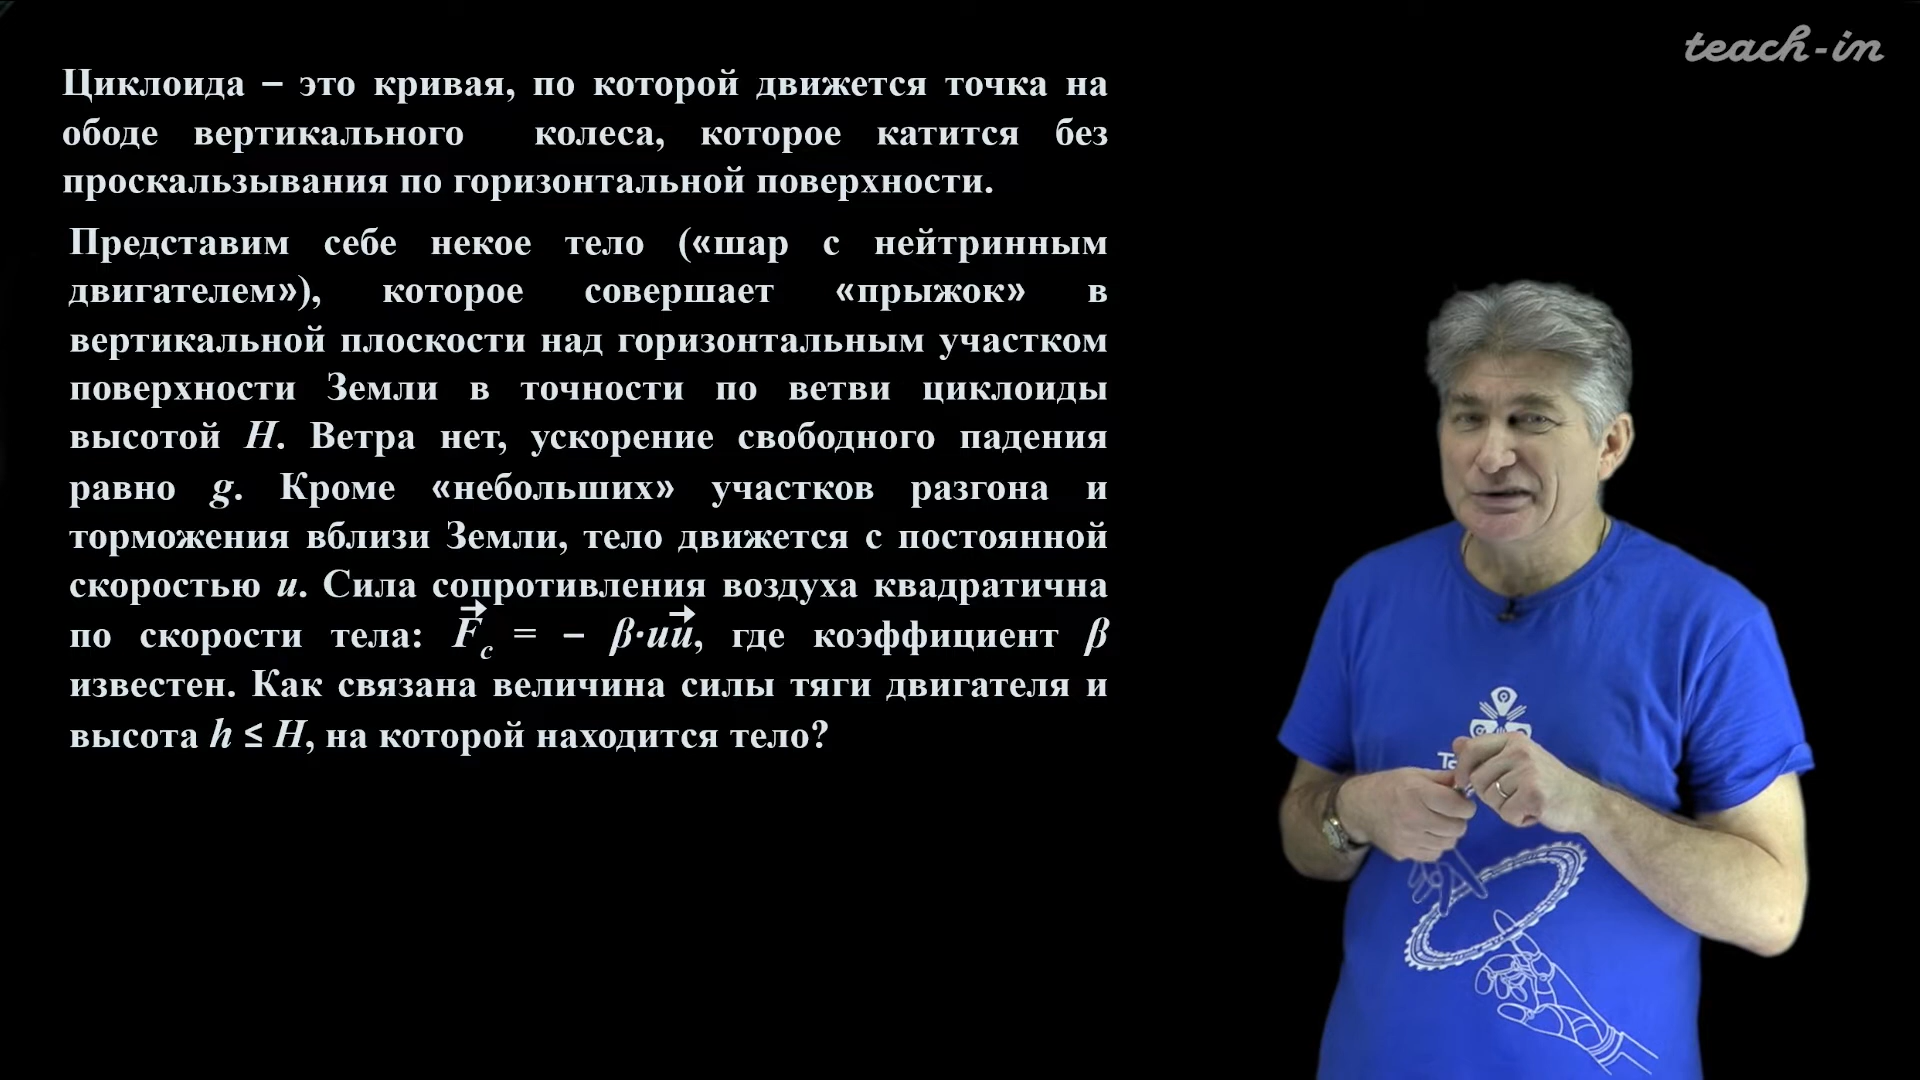 teach-in
Циклоида – это кривая, по которой движется точка на
ободе вертикального колеса, которое катится без
проскальзывания по горизонтальной поверхности.
Представим себе некое тело («шар с нейтринным
двигателем»), которое совершает «прыжок» в
вертикальной плоскости над горизонтальным участком
поверхности Земли в точности по ветви циклоиды
высотой H. Ветра нет, ускорение свободного падения
равно g. Кроме «небольших» участков разгона и
торможения вблизи Земли, тело движется с постоянной
скоростью u. Сила сопротивления воздуха квадратична
по скорости тела: F⃗c = – β·uu⃗, где коэффициент β
известен. Как связана величина силы тяги двигателя и
высота h ≤ H, на которой находится тело?